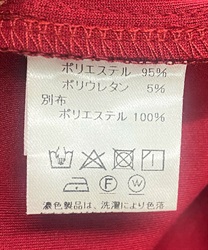 ポリエステル 95%
ポリウレタン 5%
別布
ポリエステル 100%
濃色製品は、洗濯により色落